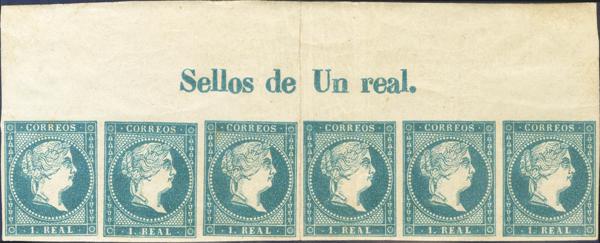 Sellos de Un real.
CORREOS CORREOS CORREOS CORREOS CORREOS CORREOS
1. REAL 1. REAL 1. REAL 1. REAL 1. REAL 1. REAL